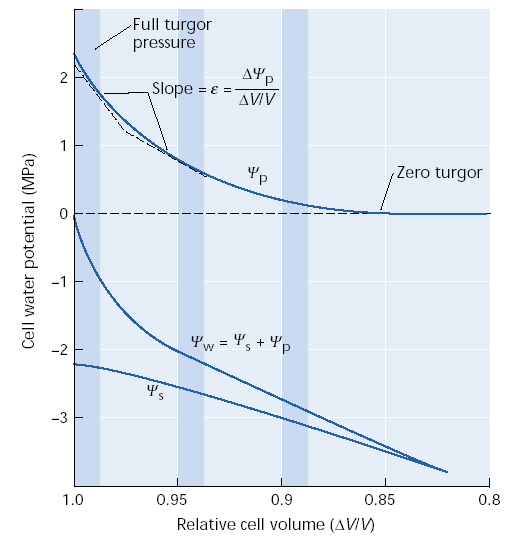 Full turgor
pressure
Slope = ε = ΔΨp / ΔV/V
Ψp
Zero turgor
Ψw = Ψs + Ψp
Ψs
2
1
0
−1
−2
−3
Cell water potential (MPa)
1.0 0.95 0.9 0.85 0.8
Relative cell volume (ΔV/V)